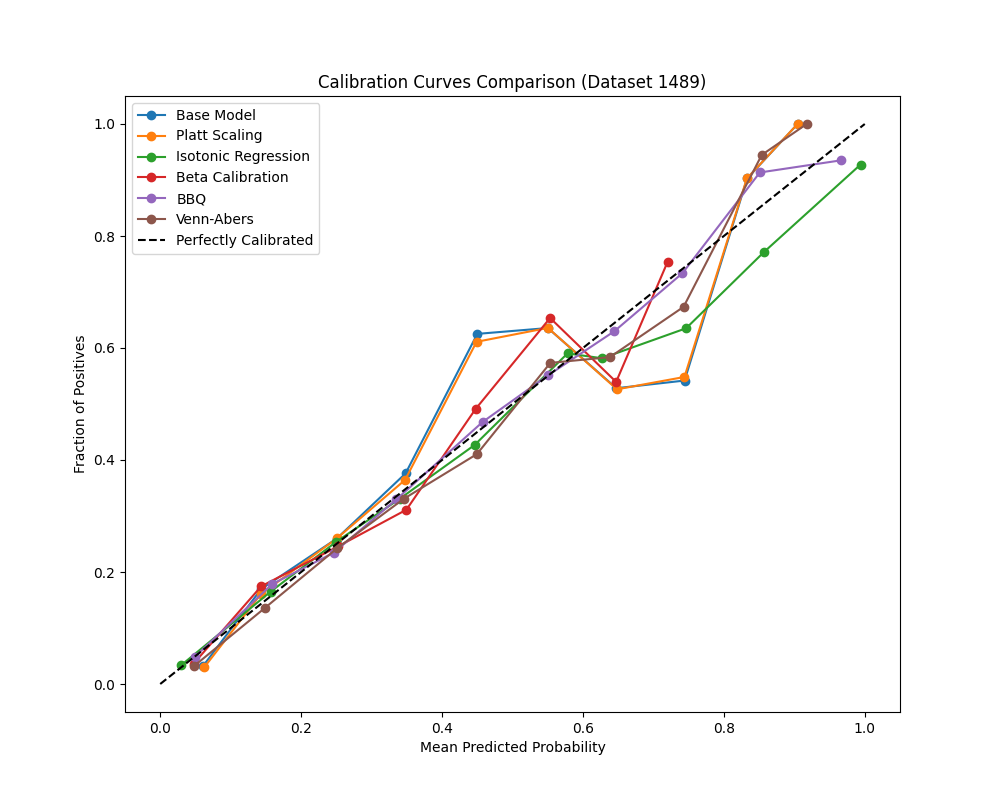 Calibration Curves Comparison (Dataset 1489)
Base Model
Platt Scaling
Isotonic Regression
Beta Calibration
BBQ
Venn-Abers
Perfectly Calibrated
1.0
0.8
0.6
0.4
0.2
0.0
Fraction of Positives
0.0 0.2 0.4 0.6 0.8 1.0
Mean Predicted Probability